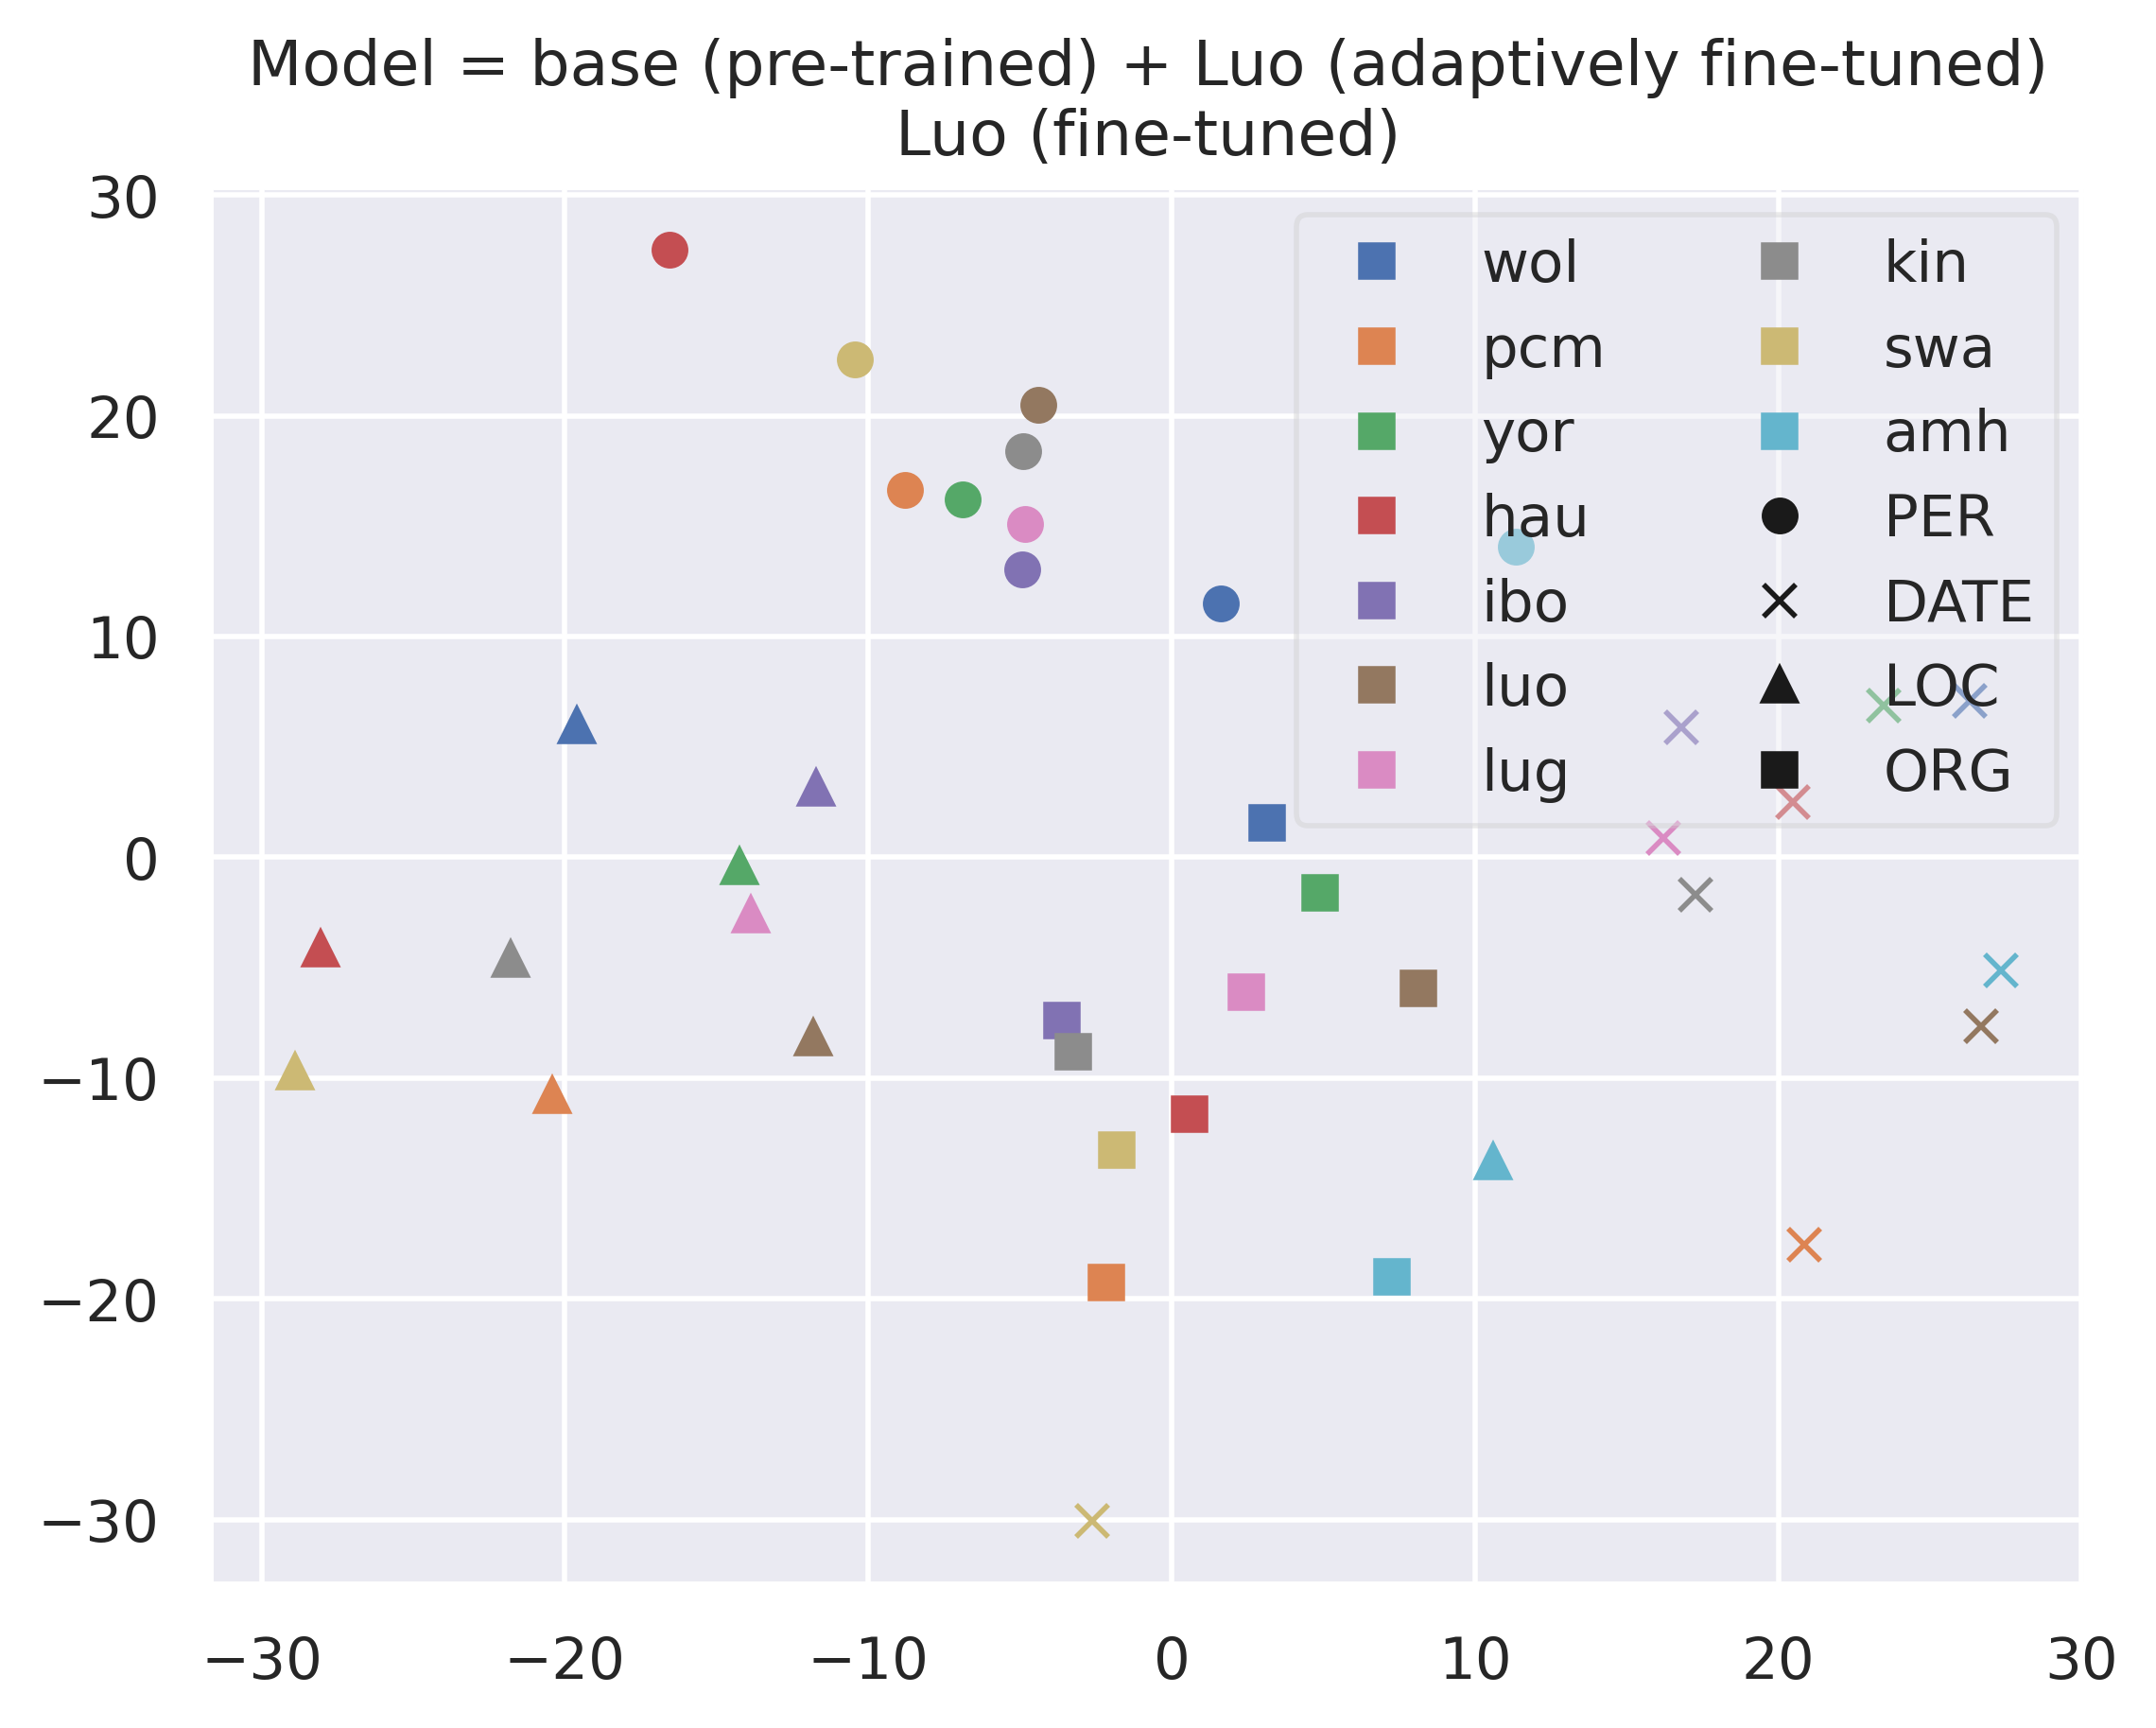 Model = base (pre-trained) + Luo (adaptively fine-tuned)
Luo (fine-tuned)
30
20
10
0
−10
−20
−30
wol
pcm
yor
hau
ibo
luo
lug
kin
swa
amh
PER
DATE
LOC
ORG
−30
−20
−10
0
10
20
30